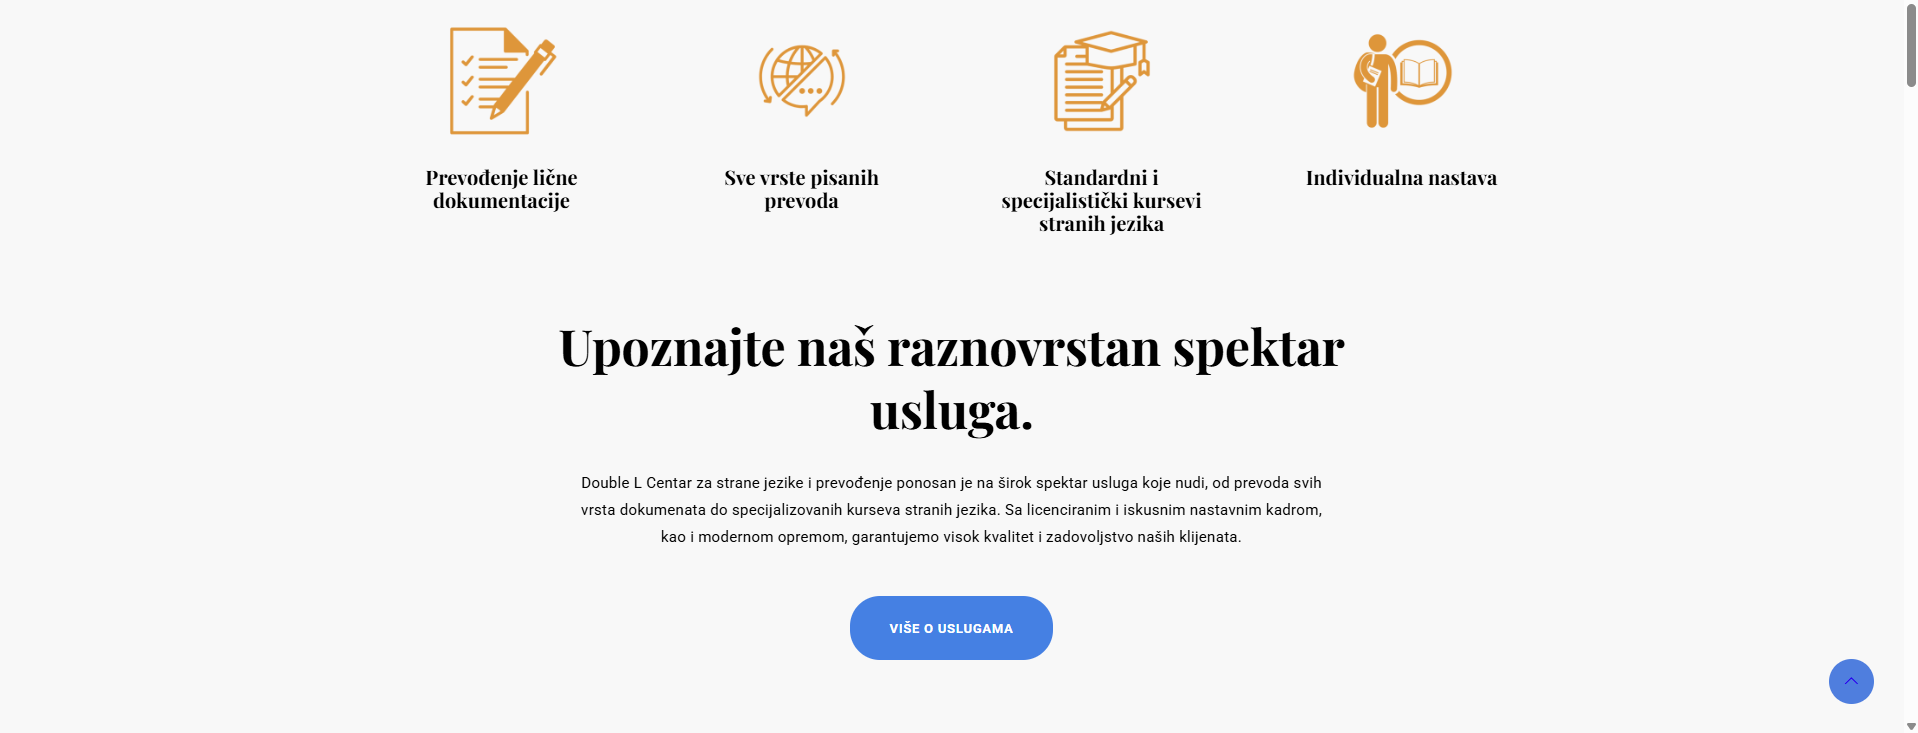 Prevođenje lične
dokumentacije
Sve vrste pisanih
prevoda
Standardni i
specijalistički kursevi
stranih jezika
Individualna nastava
Upoznajte naš raznovrstan spektar
usluga.
Double L Centar za strane jezike i prevođenje ponosan je na širok spektar usluga koje nudi, od prevoda svih
vrsta dokumenata do specijalizovanih kurseva stranih jezika. Sa licenciranim i iskusnim nastavnim kadrom,
kao i modernom opremom, garantujemo visok kvalitet i zadovoljstvo naših klijenata.
VIŠE O USLUGAMA